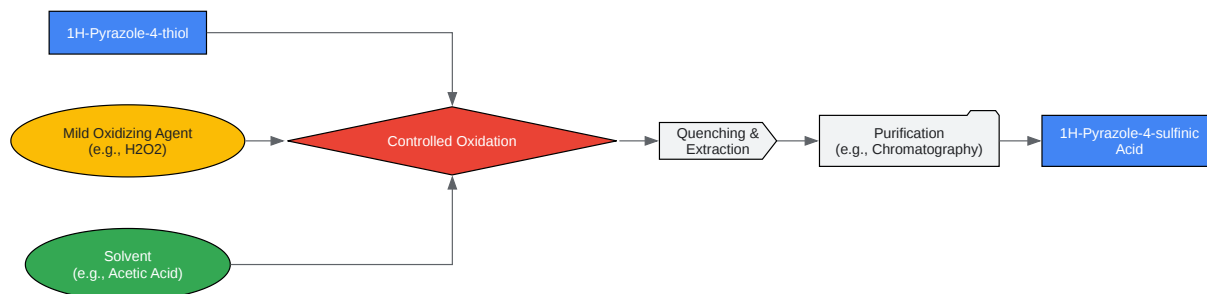 1H-Pyrazole-4-thiol
Mild Oxidizing Agent
(e.g., H2O2)
Solvent
(e.g., Acetic Acid)
Controlled Oxidation
Quenching &
Extraction
Purification
(e.g., Chromatography)
1H-Pyrazole-4-sulfinic
Acid